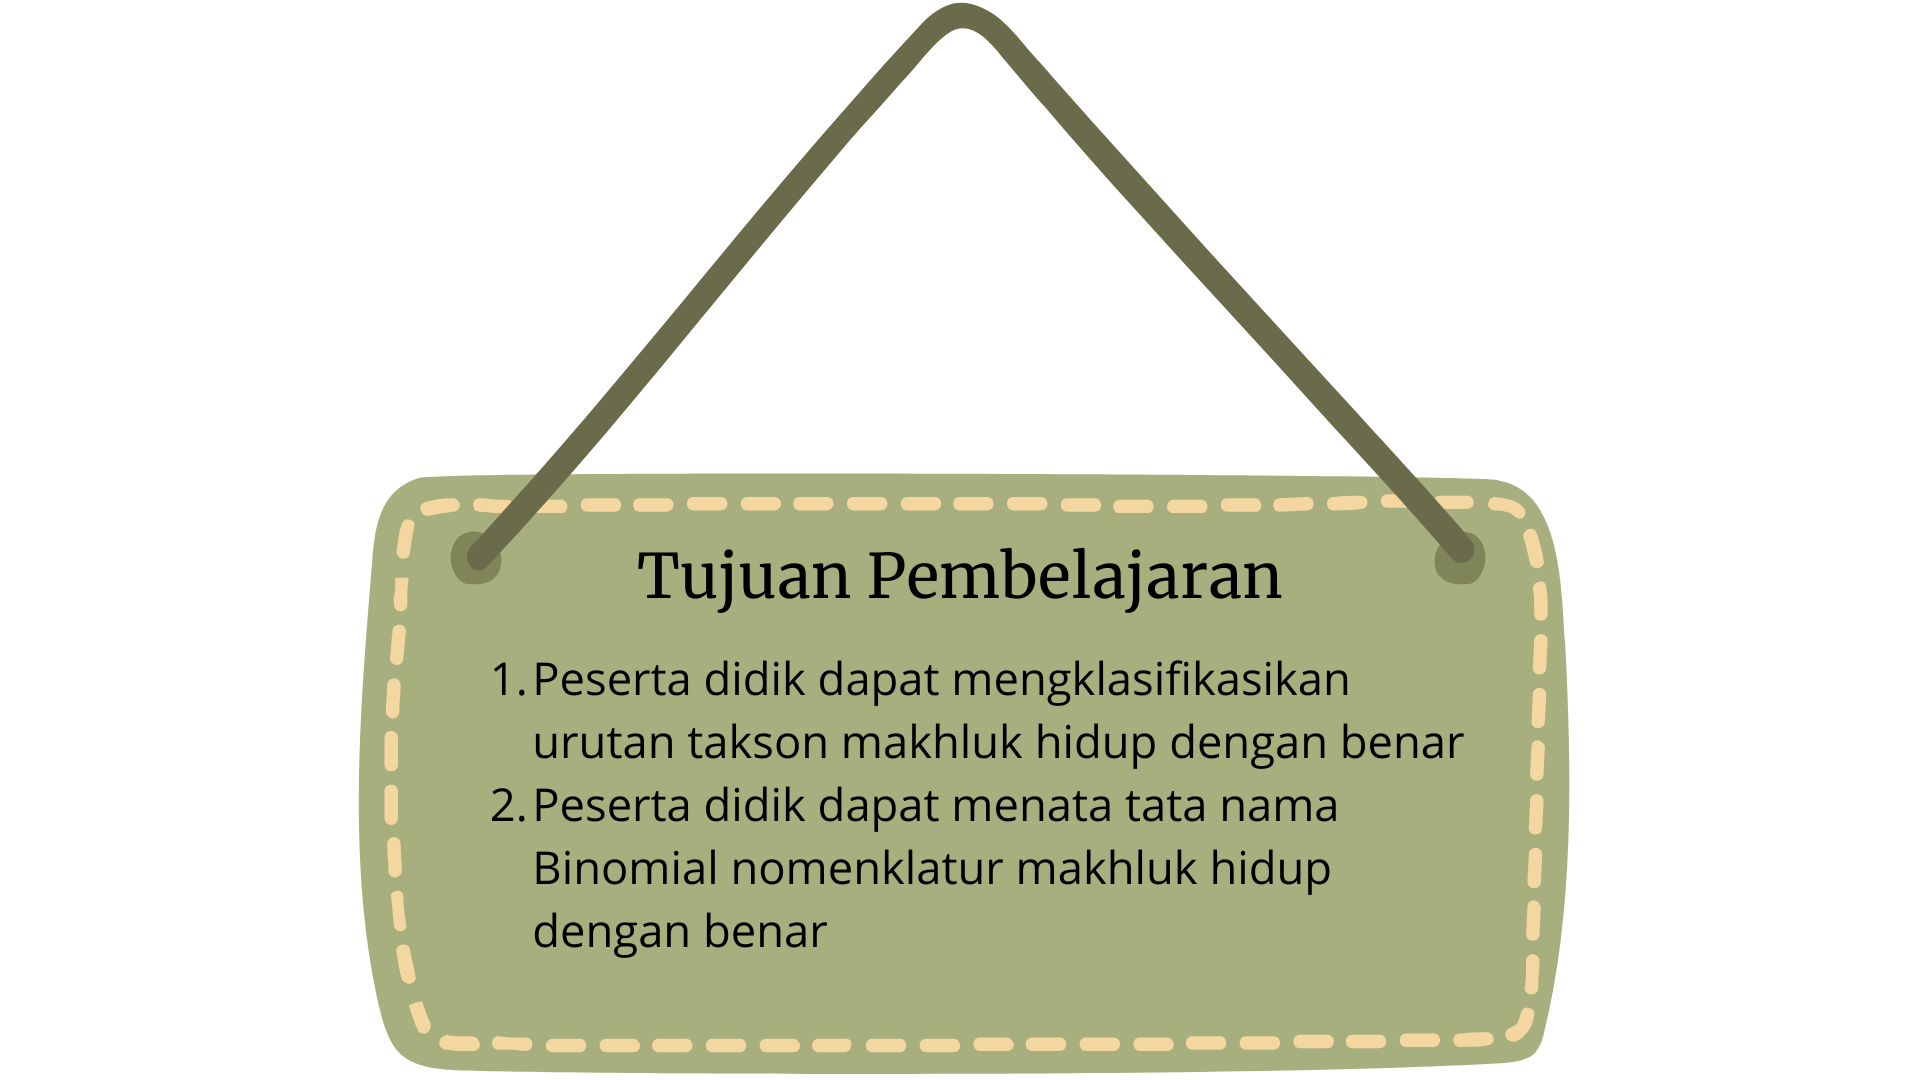 Tujuan Pembelajaran
1. Peserta didik dapat mengklasifikasikan
urutan takson makhluk hidup dengan benar
2. Peserta didik dapat menata tata nama
Binomial nomenklatur makhluk hidup
dengan benar